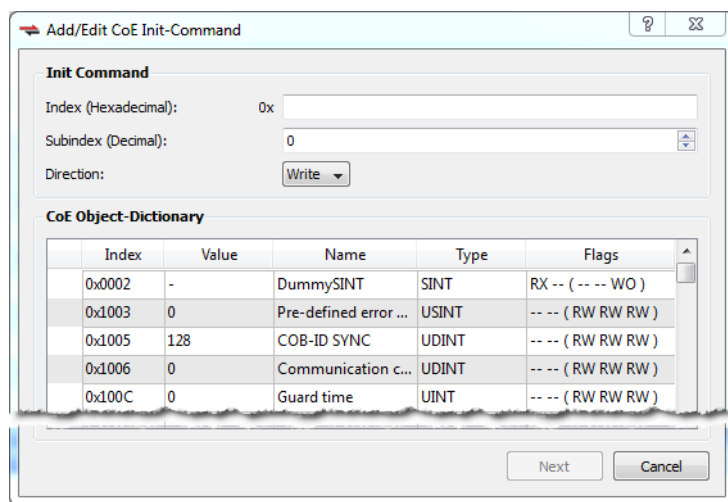 Add/Edit CoE Init-Command
Init Command
Index (Hexadecimal): 0x
Subindex (Decimal): 0
Direction: Write
CoE Object-Dictionary
Index Value Name Type Flags
0x0002 - DummySINT SINT RX -- ( -- -- WO )
0x1003 0 Pre-defined error ... USINT -- -- ( RW RW RW )
0x1005 128 COB-ID SYNC UDINT -- -- ( RW RW RW )
0x1006 0 Communication c... UDINT -- -- ( RW RW RW )
0x100C 0 Guard time UINT -- -- ( RW RW RW )
Next Cancel